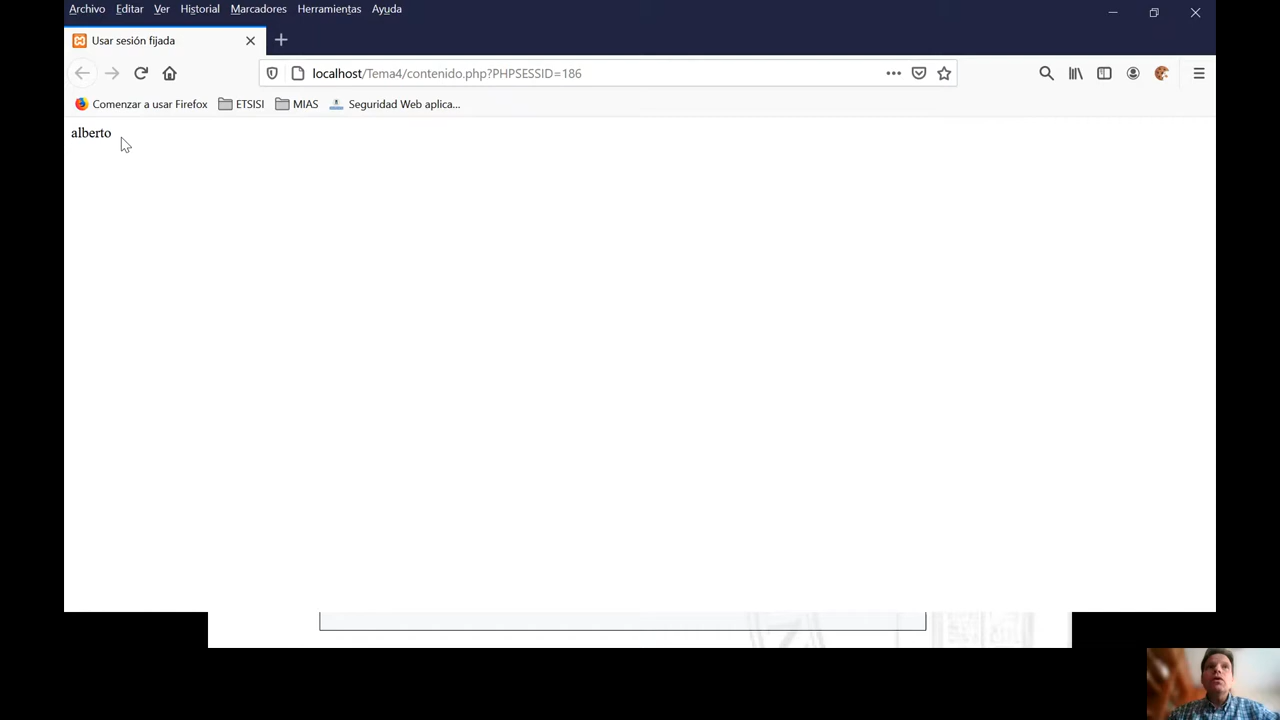 Archivo Editar Ver Historial Marcadores Herramientas Ayuda
Usar sesión fijada
localhost/Tema4/contenido.php?PHPSESSID=186
Comenzar a usar Firefox ETSISI MIAS Seguridad Web aplica...
alberto